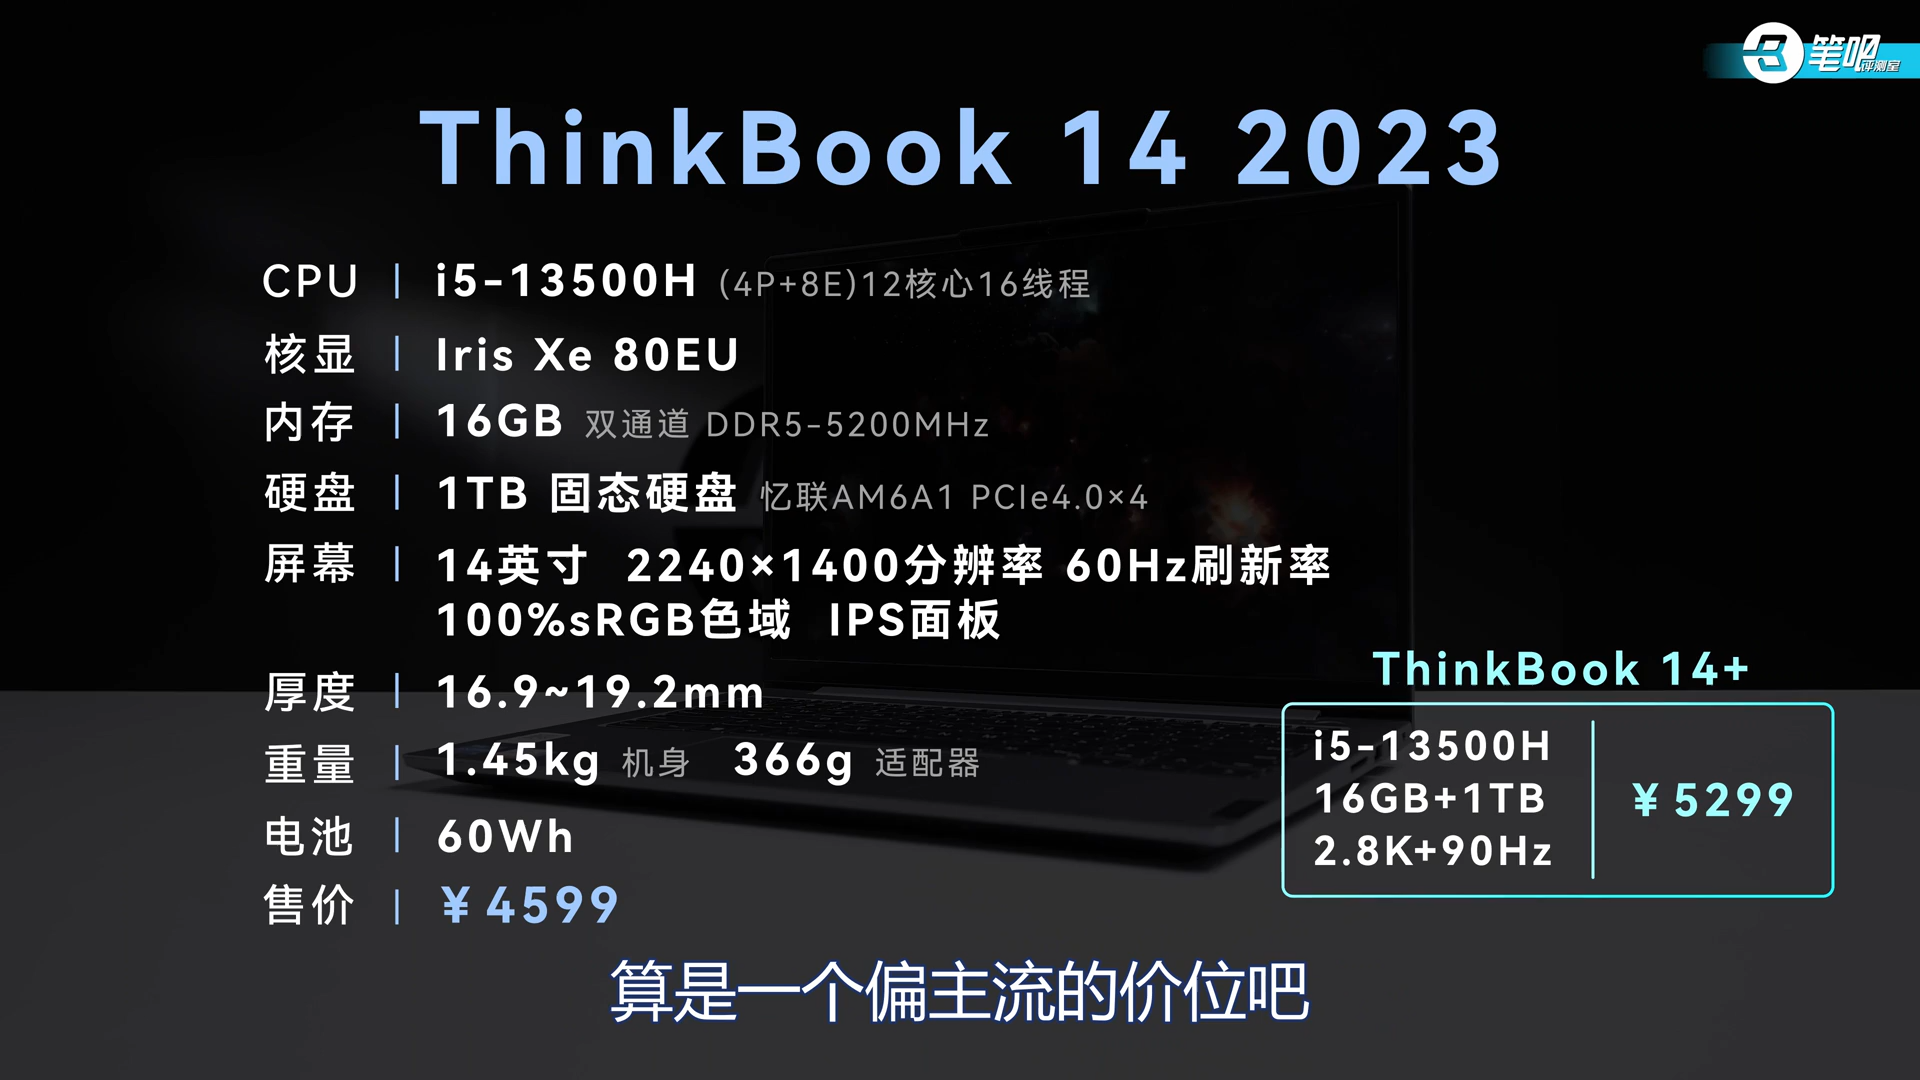 笔吧评测室
ThinkBook 14 2023
CPU | i5-13500H (4P+8E)12核心16线程
核显 | Iris Xe 80EU
内存 | 16GB 双通道 DDR5-5200MHz
硬盘 | 1TB 固态硬盘 忆联AM6A1 PCIe4.0×4
屏幕 | 14英寸 2240×1400分辨率 60Hz刷新率
100%sRGB色域 IPS面板
厚度 | 16.9~19.2mm
重量 | 1.45kg 机身 366g 适配器
电池 | 60Wh
售价 | ¥4599
ThinkBook 14+
i5-13500H
16GB+1TB
2.8K+90Hz
¥5299
算是一个偏主流的价位吧